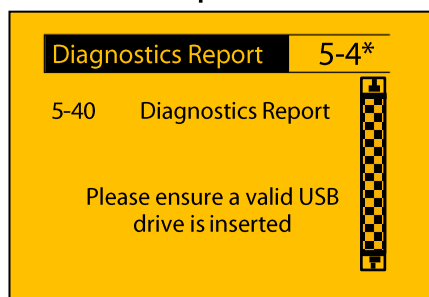 Diagnostics Report 5-4*
5-40 Diagnostics Report
Please ensure a valid USB
drive is inserted